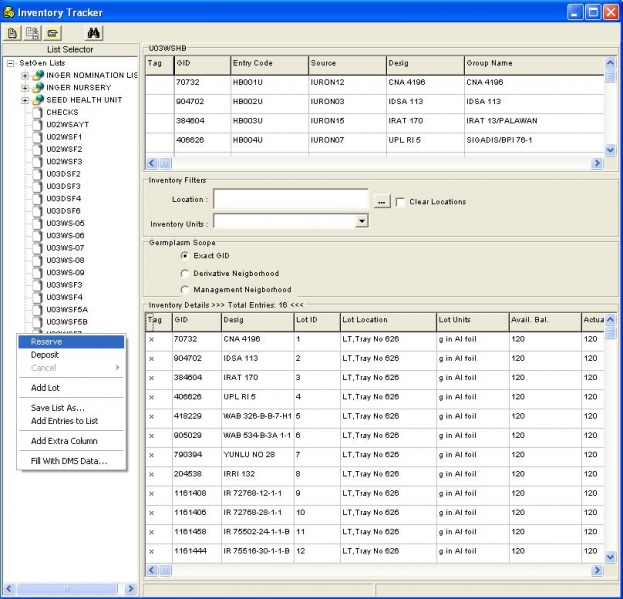 Inventory Tracker
List Selector
SetGen Lists
INGER NOMINATION LIS
INGER NURSERY
SEED HEALTH UNIT
CHECKS
U02WSAYT
U02WSF1
U02WSF2
U02WSF3
U03DSF2
U03DSF3
U03DSF4
U03DSF6
U03WS-05
U03WS-06
U03WS-07
U03WS-08
U03WS-09
U03WSF3
U03WSF4
U03WSF5A
U03WSF5B
Reserve
Deposit
Cancel
Add Lot
Save List As...
Add Entries to List
Add Extra Column
Fill With DMS Data...
U03WSHB
Tag GID Entry Code Source Desig Group Name
70732 HB001U IURON12 CNA 4196 CNA 4196
904702 HB002U IURON03 IDSA 113 IDSA 113
384604 HB003U IURON15 IRAT 170 IRAT 13/PALAWAN
406626 HB004U IURON07 UPL RI 5 SIGADIS/BPI 76-1
Inventory Filters
Location : ... Clear Locations
Inventory Units :
Germplasm Scope
Exact GID
Derivative Neigborhood
Management Neigborhood
Inventory Details >>> Total Entries: 16 <<<
Tag GID Desig Lot ID Lot Location Lot Units Avail. Bal. Actua
x 70732 CNA 4196 1 LT,Tray No 626 g in Al foil 120 120
x 904702 IDSA 113 2 LT,Tray No 626 g in Al foil 120 120
x 384604 IRAT 170 3 LT,Tray No 626 g in Al foil 120 120
x 406626 UPL RI 5 4 LT,Tray No 626 g in Al foil 120 120
x 418229 WAB 326-B-B-7-H1 5 LT,Tray No 626 g in Al foil 120 120
x 905029 WAB 534-B-3A 1-1 6 LT,Tray No 626 g in Al foil 120 120
x 790394 YUNLU NO 28 7 LT,Tray No 626 g in Al foil 120 120
x 204538 IRRI 132 8 LT,Tray No 626 g in Al foil 120 120
x 1161408 IR 72768-12-1-1 9 LT,Tray No 626 g in Al foil 120 120
x 1161406 IR 72768-28-1-1 10 LT,Tray No 626 g in Al foil 120 120
x 1161458 IR 75502-24-1-1-B 11 LT,Tray No 626 g in Al foil 120 120
x 1161444 IR 75516-30-1-1-B 12 LT,Tray No 626 g in Al foil 120 120